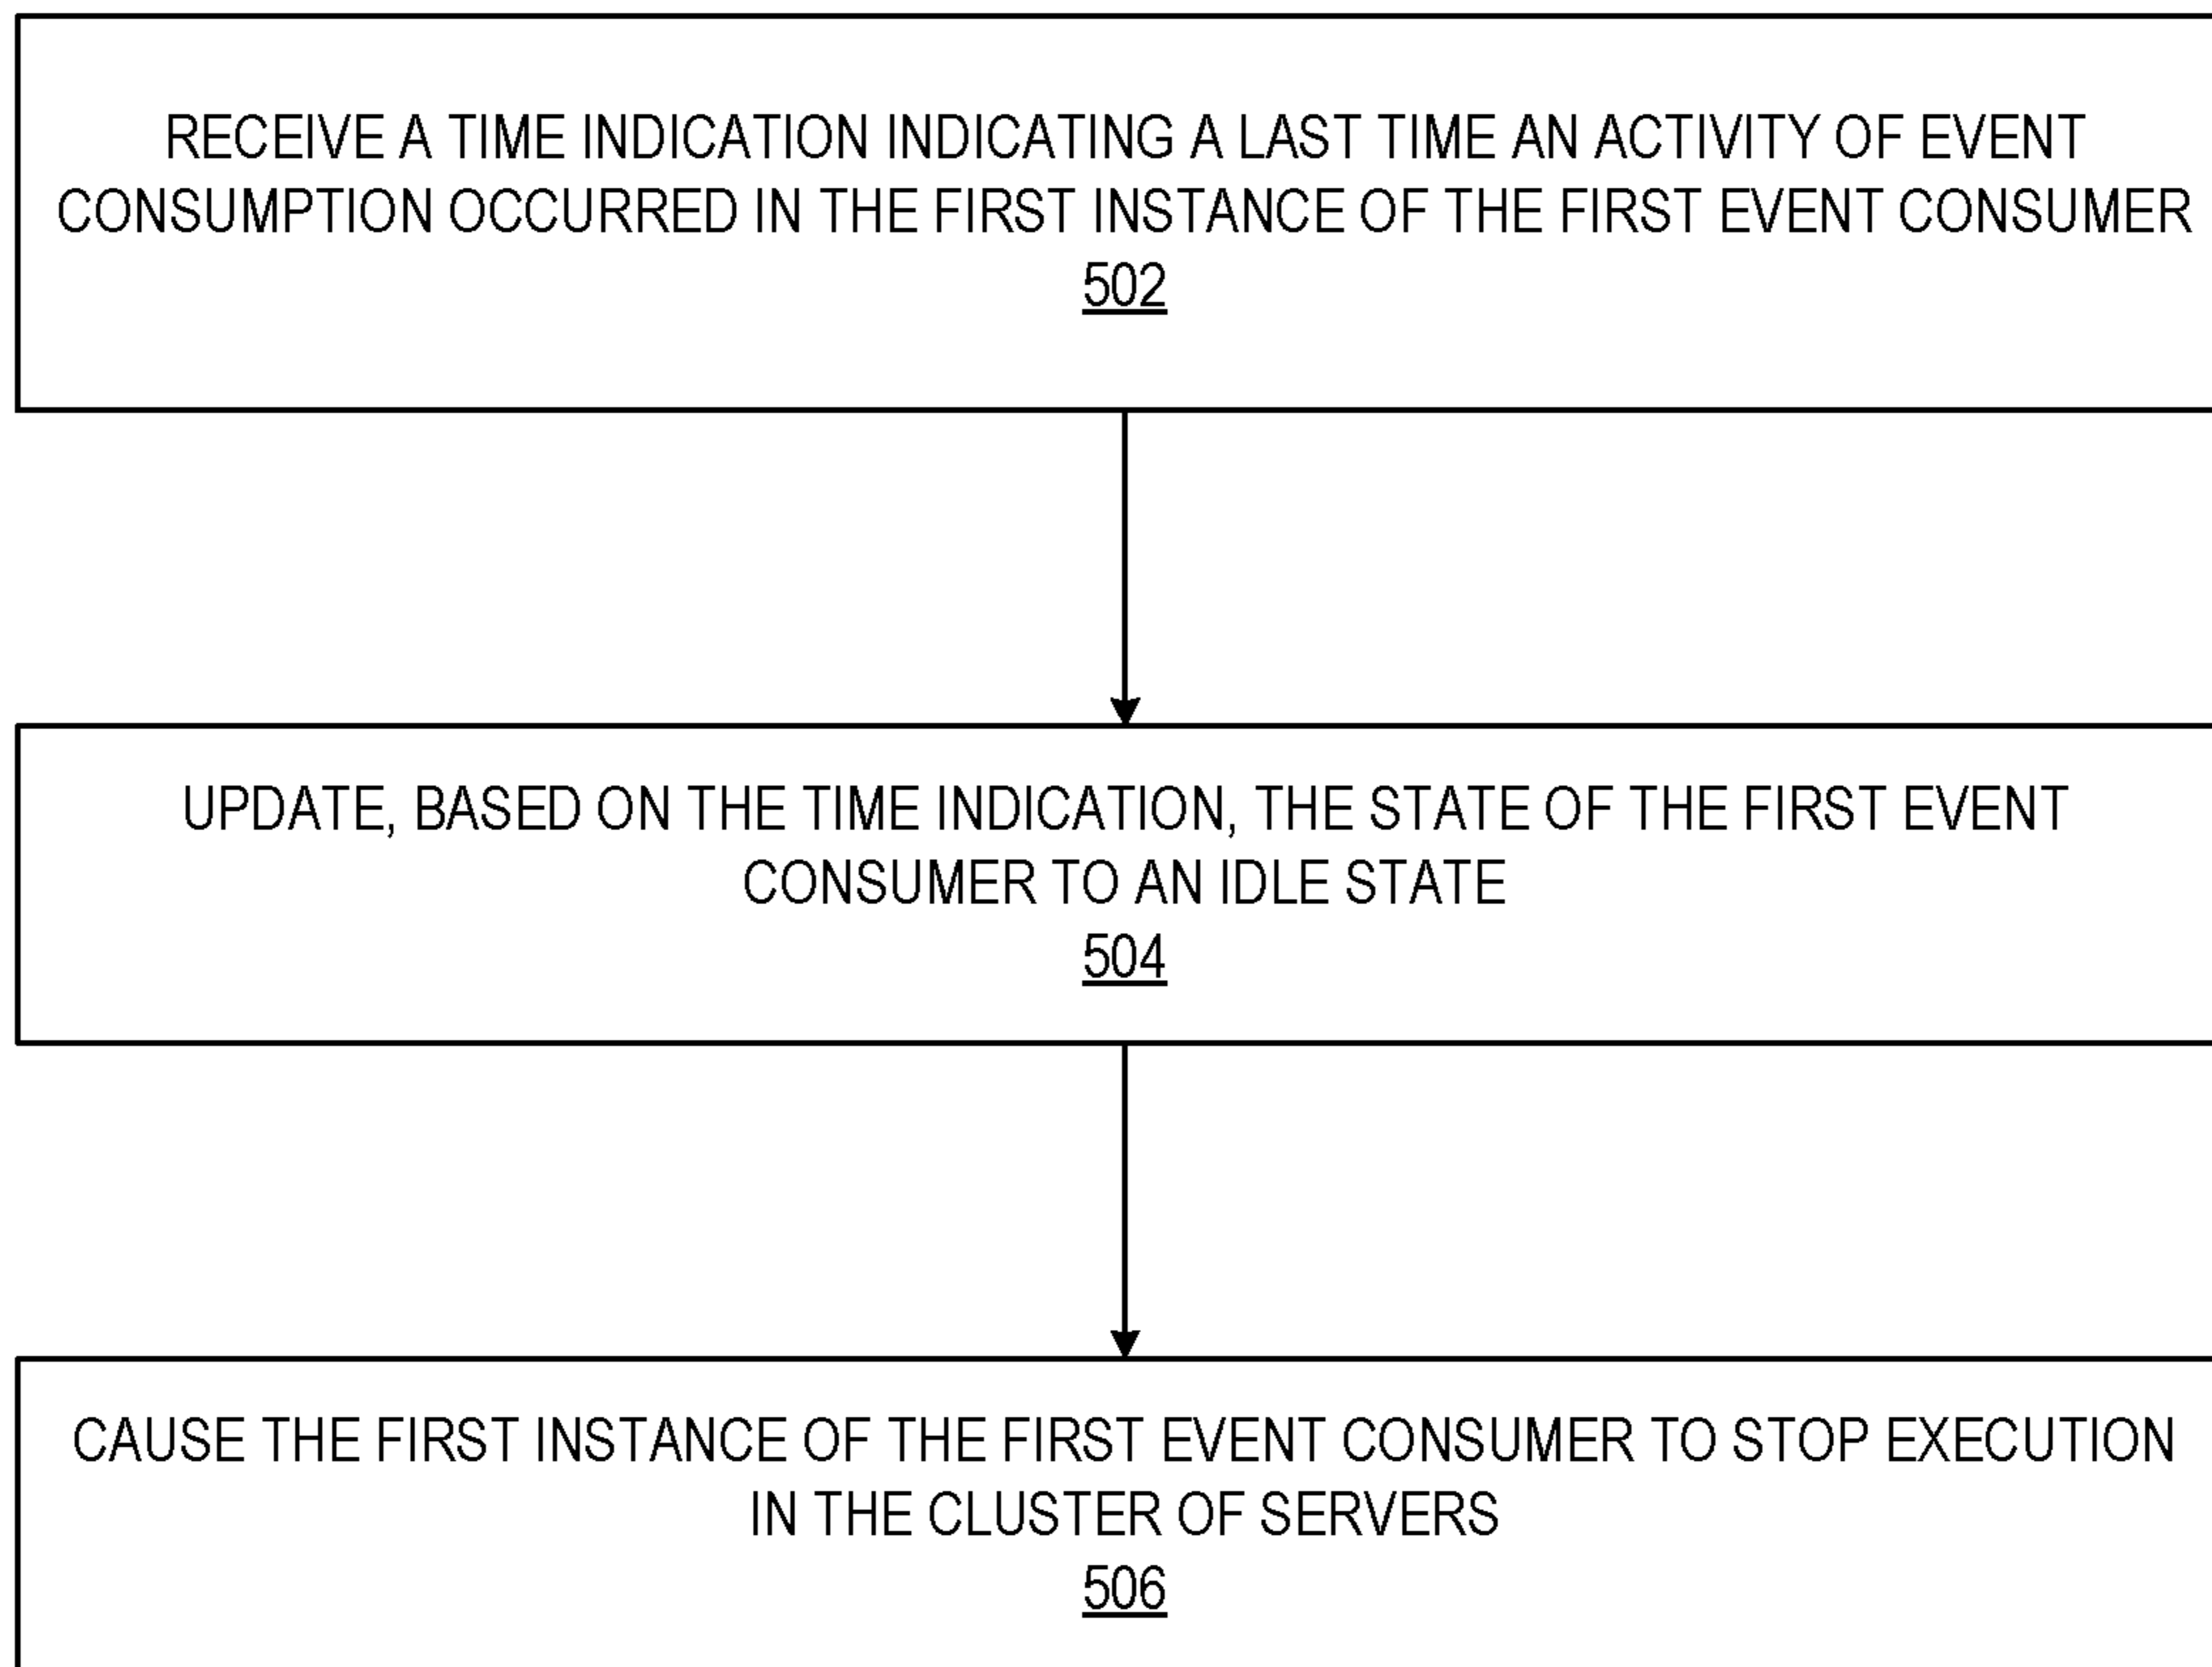 RECEIVE A TIME INDICATION INDICATING A LAST TIME AN ACTIVITY OF EVENT
CONSUMPTION OCCURRED IN THE FIRST INSTANCE OF THE FIRST EVENT CONSUMER
502
UPDATE, BASED ON THE TIME INDICATION, THE STATE OF THE FIRST EVENT
CONSUMER TO AN IDLE STATE
504
CAUSE THE FIRST INSTANCE OF THE FIRST EVENT CONSUMER TO STOP EXECUTION
IN THE CLUSTER OF SERVERS
506